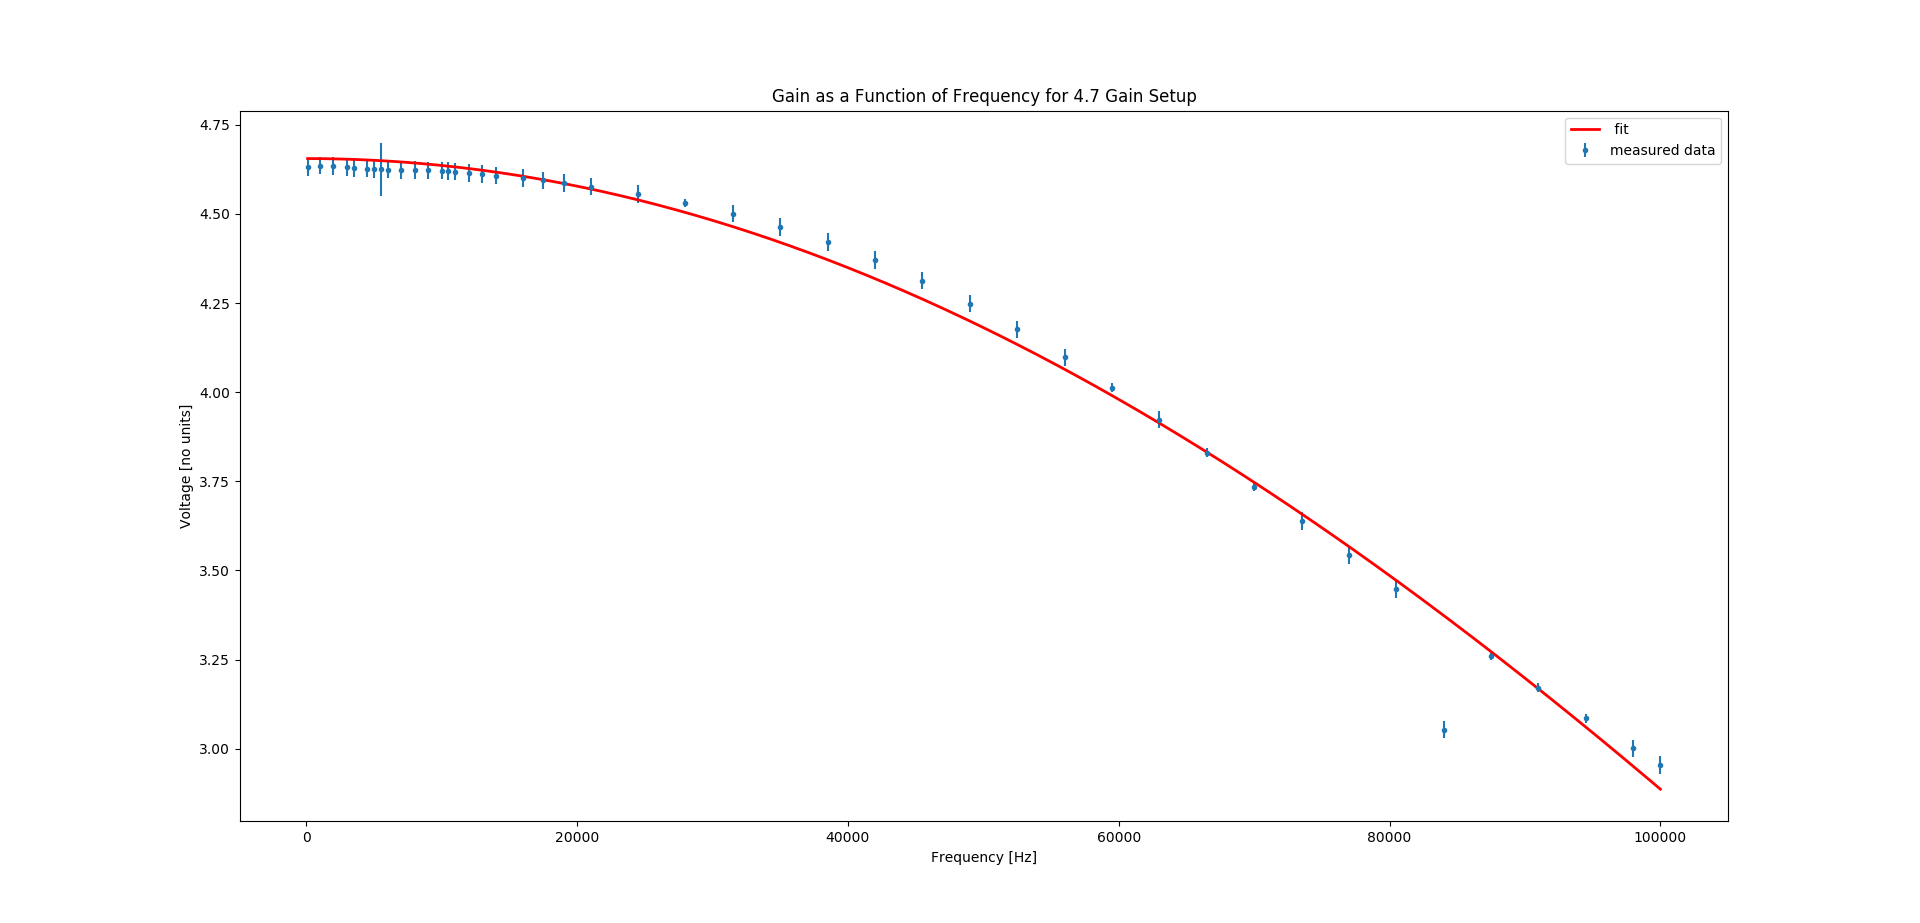 Gain as a Function of Frequency for 4.7 Gain Setup
fit
measured data
4.75
4.50
4.25
4.00
3.75
3.50
3.25
3.00
Voltage [no units]
0 20000 40000 60000 80000 100000
Frequency [Hz]